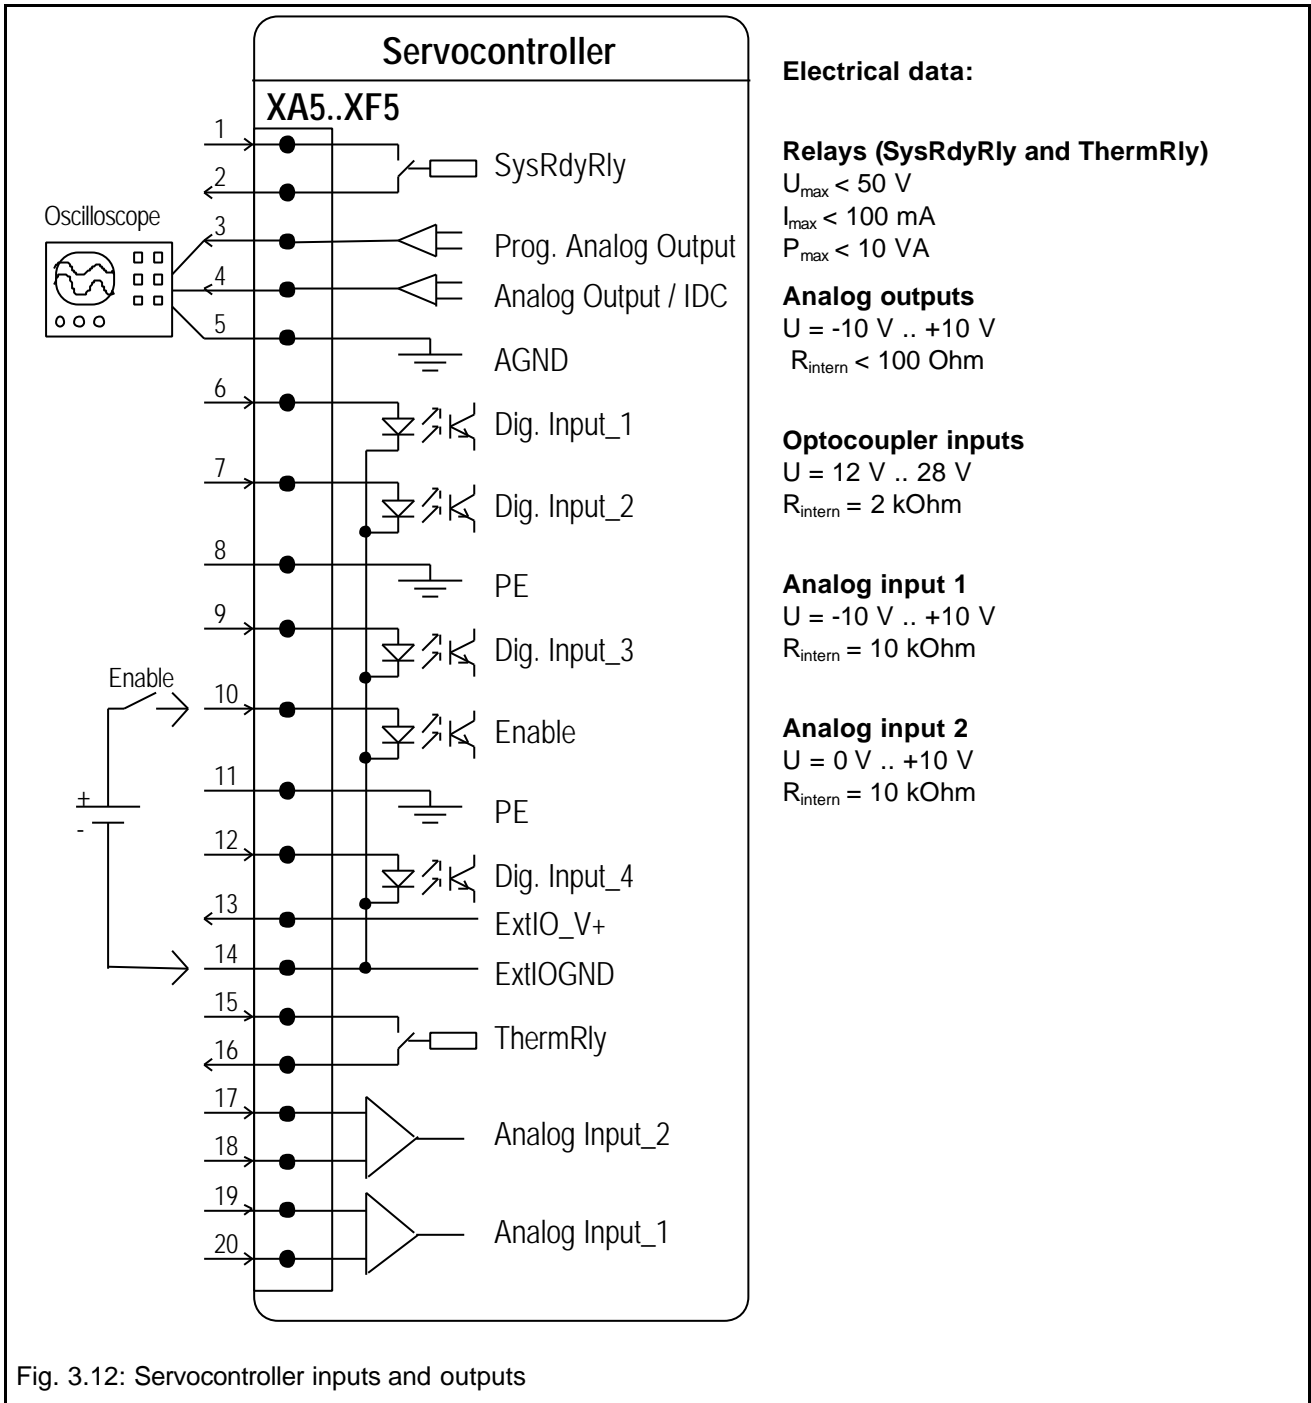 Servocontroller
XA5..XF5
1
SysRdyRly
2
Oscilloscope
3
Prog. Analog Output
4
Analog Output / IDC
5
AGND
6
Dig. Input_1
7
Dig. Input_2
8
PE
9
Dig. Input_3
Enable
10
Enable
11
PE
+
-
12
Dig. Input_4
13
ExtIO_V+
14
ExtIOGND
15
ThermRly
16
17
Analog Input_2
18
19
Analog Input_1
20
Electrical data:
Relays (SysRdyRly and ThermRly)
Umax < 50 V
Imax < 100 mA
Pmax < 10 VA
Analog outputs
U = -10 V .. +10 V
Rintern < 100 Ohm
Optocoupler inputs
U = 12 V .. 28 V
Rintern = 2 kOhm
Analog input 1
U = -10 V .. +10 V
Rintern = 10 kOhm
Analog input 2
U = 0 V .. +10 V
Rintern = 10 kOhm
Fig. 3.12: Servocontroller inputs and outputs